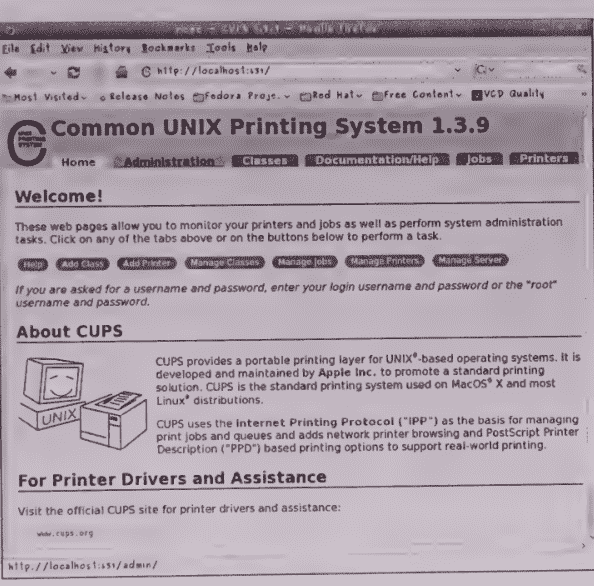 File Edit View History Bookmarks Tools Help
http://localhost:631/
Most Visited Release Notes Fedora Projc.. Red Hat Free Content VCD Quality
UNIX PRINTING SYSTEM
Common UNIX Printing System 1.3.9
Home Administration Classes Documentation/Help Jobs Printers
Welcome!
These web pages allow you to monitor your printers and jobs as well as perform system administration
tasks. Click on any of the tabs above or on the buttons below to perform a task.
Help Add Class Add Printer Manage Classes Manage Jobs Manage Printers Manage Server
If you are asked for a username and password, enter your login username and password or the "root"
username and password.
About CUPS
UNIX
CUPS provides a portable printing layer for UNIX®-based operating systems. It is
developed and maintained by Apple Inc. to promote a standard printing
solution. CUPS is the standard printing system used on MacOS® X and most
Linux® distributions.
CUPS uses the Internet Printing Protocol ("IPP") as the basis for managing
print jobs and queues and adds network printer browsing and PostScript Printer
Description ("PPD") based printing options to support real-world printing.
For Printer Drivers and Assistance
Visit the official CUPS site for printer drivers and assistance:
www.cups.org
http://localhost:631/admin/